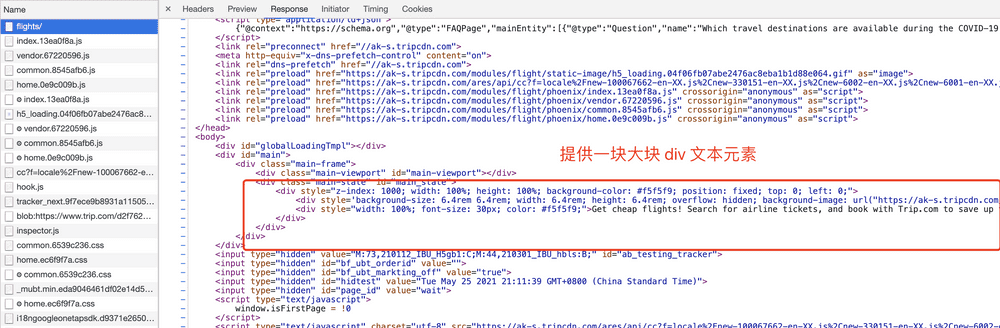 Name
flights/
index.13ea0f8a.js
vendor.67220596.js
common.8545afb6.js
home.0e9c009b.js
index.13ea0f8a.js
h5_loading.04f06fb07abe2476ac8...
vendor.67220596.js
common.8545afb6.js
home.0e9c009b.js
cc?f=locale%2Fnew-100067662-e...
hook.js
tracker_next.9f7ece9b8931a11505...
blob:https://www.trip.com/d2f762...
inspector.js
common.6539c236.css
home.ec6f9f7a.css
common.6539c236.css
_mubt.min.eda9046461df02e14d5...
home.ec6f9f7a.css
i18ngoogleonetapsdk.d9371e2650...
× Headers Preview Response Initiator Timing Cookies
<script type="application/ld+json">
{"@context":"https://schema.org","@type":"FAQPage","mainEntity":[{"@type":"Question","name":"Which travel destinations are available during the COVID-19
</script>
<link rel="preconnect" href="//ak-s.tripcdn.com">
<meta http-equiv="x-dns-prefetch-control" content="on">
<link rel="dns-prefetch" href="//ak-s.tripcdn.com">
<link rel="preload" href="https://ak-s.tripcdn.com/modules/flight/static-image/h5_loading.04f06fb07abe2476ac8eba1b1d88e064.gif" as="image">
<link rel="preload" href="https://ak-s.tripcdn.com/ares/api/cc?f=locale%2Fnew-100067662-en-XX.js%2Cnew-330151-en-XX.js%2Cnew-6002-en-XX.js%2Cnew-6001-en-XX.j
<link rel="preload" href="https://ak-s.tripcdn.com/modules/flight/phoenix/index.13ea0f8a.js" crossorigin="anonymous" as="script">
<link rel="preload" href="https://ak-s.tripcdn.com/modules/flight/phoenix/vendor.67220596.js" crossorigin="anonymous" as="script">
<link rel="preload" href="https://ak-s.tripcdn.com/modules/flight/phoenix/common.8545afb6.js" crossorigin="anonymous" as="script">
<link rel="preload" href="https://ak-s.tripcdn.com/modules/flight/phoenix/home.0e9c009b.js" crossorigin="anonymous" as="script">
</head>
<body>
<div id="globalLoadingTmpl"></div>
<div id="main">
提供一块大块 div 文本元素
<div class="main-frame">
<div class="main-viewport" id="main-viewport"></div>
<div class="main-state" id="main_state">
<div style="z-index: 1000; width: 100%; height: 100%; background-color: #f5f5f9; position: fixed; top: 0; left: 0;">
<div style='background-size: 6.4rem 6.4rem; width: 6.4rem; height: 6.4rem; overflow: hidden; background-image: url("https://ak-s.
<div style="width: 100%; font-size: 30px; color: #f5f5f9;">Get cheap flights! Search for airline tickets, and book with Trip.com to save up
</div>
</div>
</div>
</div>
<input type="hidden" value="M:73,210112_IBU_H5gb1:C;M:44,210301_IBU_hbls:B;" id="ab_testing_tracker">
<input type="hidden" id="bf_ubt_orderid" value="">
<input type="hidden" id="bf_ubt_markting_off" value="true">
<input type="hidden" id="hidtest" value="Tue May 25 2021 21:11:39 GMT+0800 (China Standard Time)">
<input type="hidden" id="page_id" value="wait">
<script type="text/javascript">
window.isFirstPage = !0
</script>
<script type="text/javascript" charset="utf-8" src="https://ak-s.tripcdn.com/ares/api/cc?f=locale%2Fnew-100067662-en-XX.js%2Cnew-330151-en-XX.js%2Cnew-